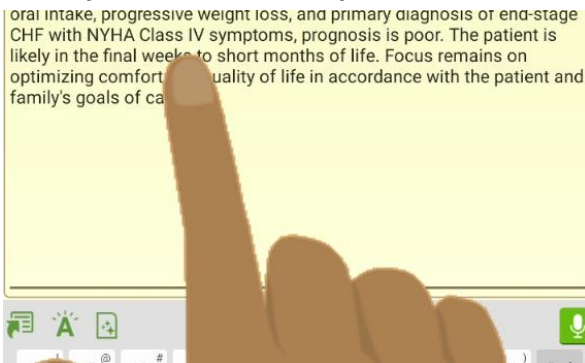 oral intake, progressive weight loss, and primary diagnosis of end-stage
CHF with NYHA Class IV symptoms, prognosis is poor. The patient is
likely in the final weeks to short months of life. Focus remains on
optimizing comfort of life in accordance with the patient and
family's goals of
A
@ # )